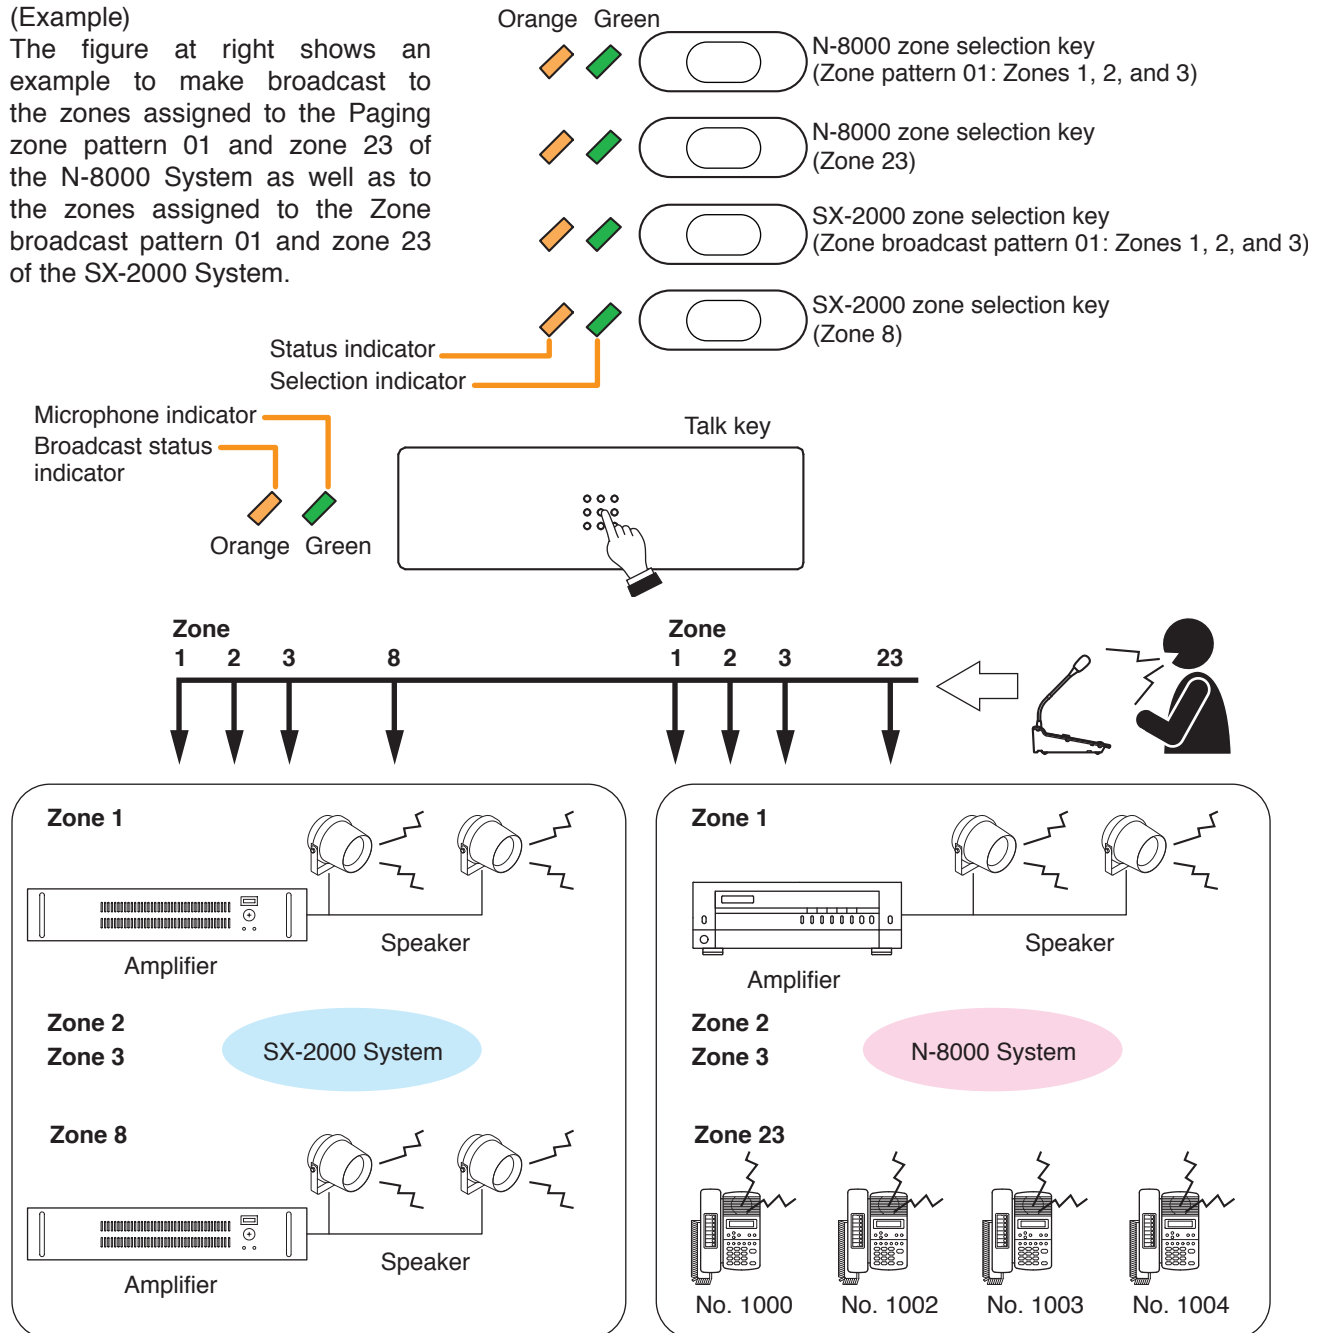 (Example)
The figure at right shows an
example to make broadcast to
the zones assigned to the Paging
zone pattern 01 and zone 23 of
the N-8000 System as well as to
the zones assigned to the Zone
broadcast pattern 01 and zone 23
of the SX-2000 System.
Orange Green
N-8000 zone selection key
(Zone pattern 01: Zones 1, 2, and 3)
N-8000 zone selection key
(Zone 23)
SX-2000 zone selection key
(Zone broadcast pattern 01: Zones 1, 2, and 3)
SX-2000 zone selection key
(Zone 8)
Status indicator
Selection indicator
Microphone indicator
Broadcast status
indicator
Orange Green
Talk key
Zone
1 2 3 8
Zone
1 2 3 23
Zone 1
Amplifier
Speaker
Zone 2
Zone 3
SX-2000 System
Zone 8
Amplifier
Speaker
Zone 1
Amplifier
Speaker
Zone 2
Zone 3
N-8000 System
Zone 23
No. 1000 No. 1002 No. 1003 No. 1004